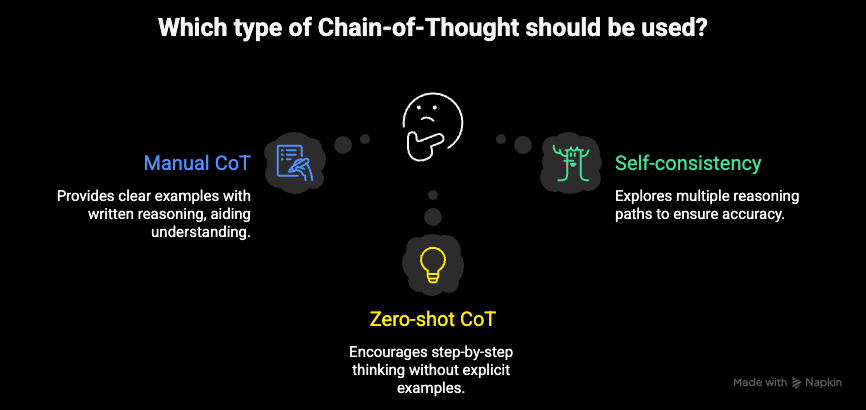 Which type of Chain-of-Thought should be used?
Manual CoT
Provides clear examples with
written reasoning, aiding
understanding.
Self-consistency
Explores multiple reasoning
paths to ensure accuracy.
Zero-shot CoT
Encourages step-by-step
thinking without explicit
examples.
Made with Napkin